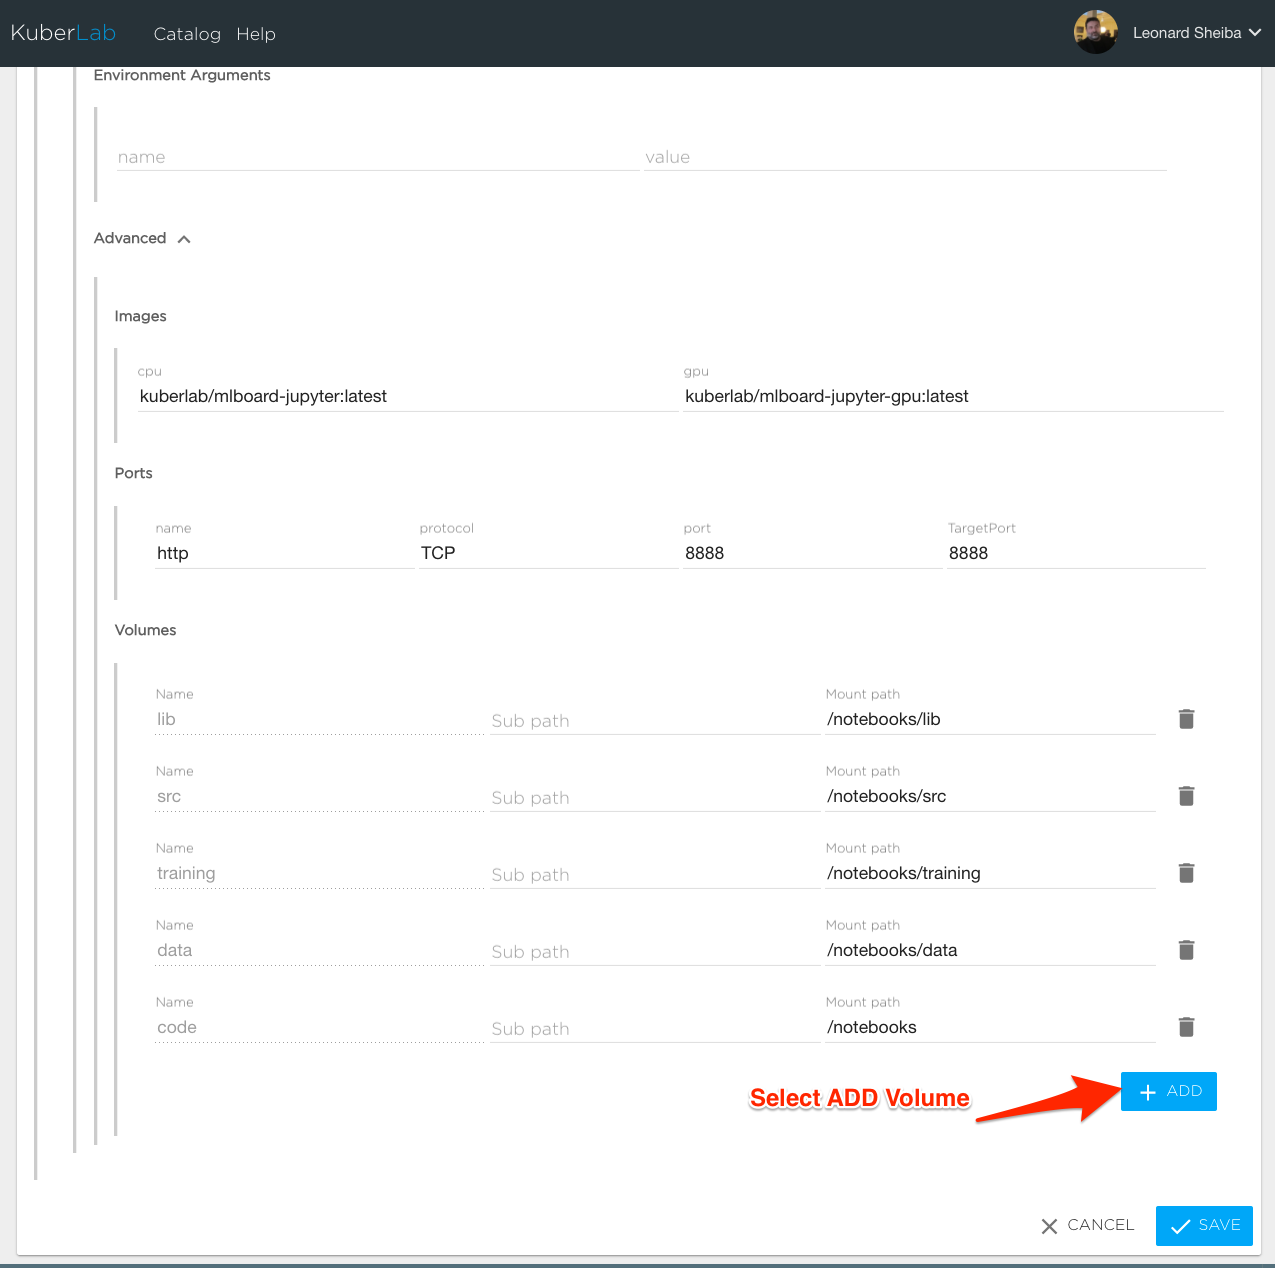 KuberLab Catalog Help Leonard Sheiba
Environment Arguments
name value
Advanced
Images
cpu gpu
kuberlab/mlboard-jupyter:latest kuberlab/mlboard-jupyter-gpu:latest
Ports
name protocol port TargetPort
http TCP 8888 8888
Volumes
Name Mount path
lib Sub path /notebooks/lib
Name Mount path
src Sub path /notebooks/src
Name Mount path
training Sub path /notebooks/training
Name Mount path
data Sub path /notebooks/data
Name Mount path
code Sub path /notebooks
Select ADD Volume ADD
CANCEL SAVE